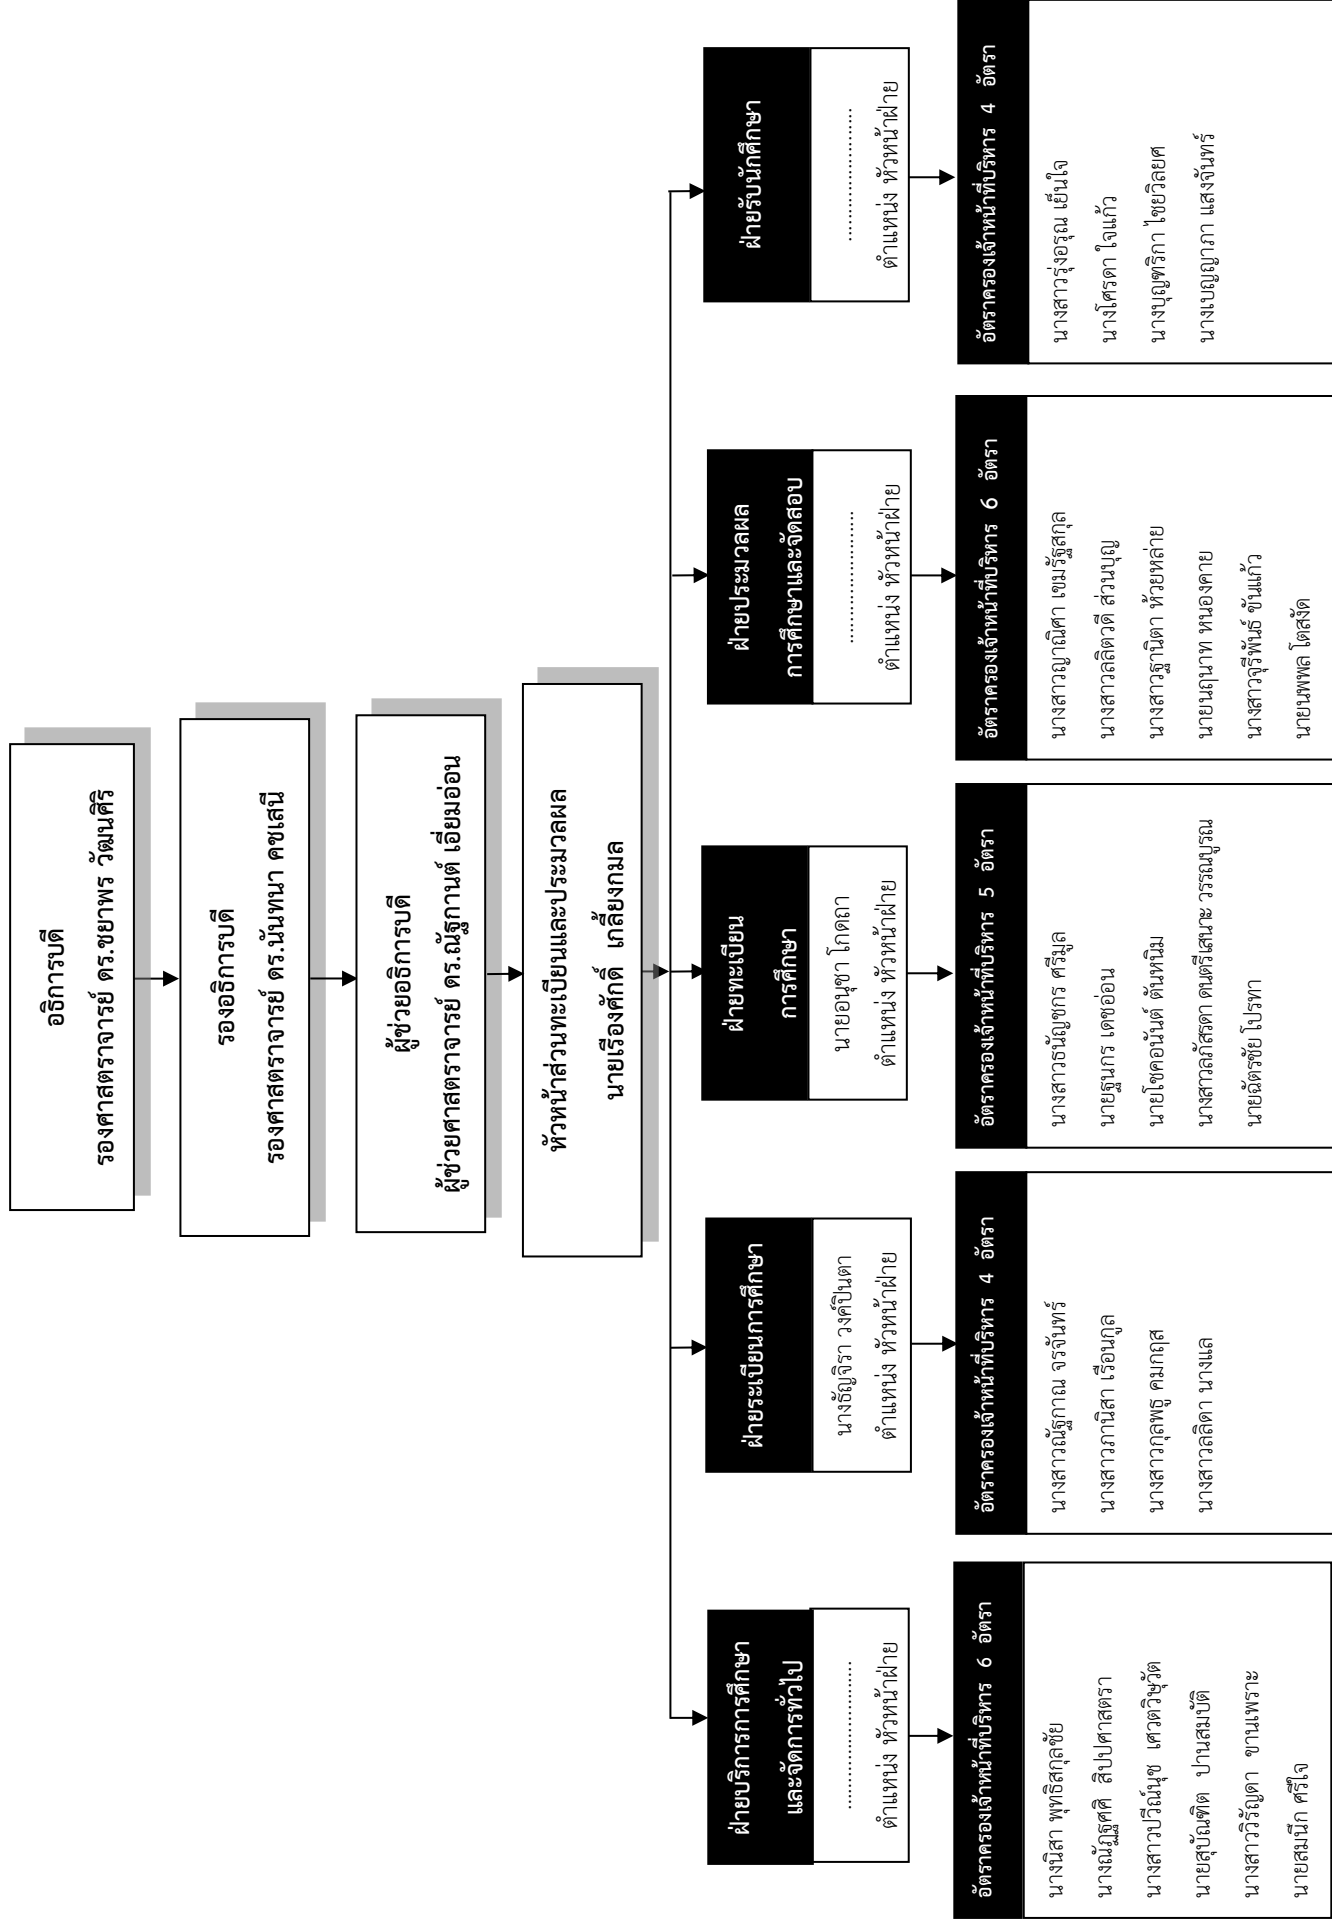 อธิการบดี
รองศาสตราจารย์ ดร.ชยาพร วัฒนศิริ
รองอธิการบดี
รองศาสตราจารย์ ดร.นันทนา คชเสนี
ผู้ช่วยอธิการบดี
ผู้ช่วยศาสตราจารย์ ดร.ณัฐกานต์ เอี่ยมอ่อน
หัวหน้าส่วนทะเบียนและประมวลผล
นายเรืองศักดิ์ เกลี้ยงกมล
ฝ่ายบริการการศึกษา
และจัดการทั่วไป
..........................
ตำแหน่ง หัวหน้าฝ่าย
อัตราครองเจ้าหน้าที่บริหาร 6 อัตรา
นางนิสา พุทธิสกุลชัย
นางณัฏฐศศิ สิปปศาสตรา
นางสาวปวีณ์นุช เศวตวิษุวัต
นายสุบัณฑิต ปานสมบัติ
นางสาววิรัญดา ขานเพราะ
นายสมนึก ศรีใจ
ฝ่ายระเบียนการศึกษา
นางธัญจิรา วงค์ปินตา
ตำแหน่ง หัวหน้าฝ่าย
อัตราครองเจ้าหน้าที่บริหาร 4 อัตรา
นางสาวณัฐกาณ จรจันทร์
นางสาวภานิสา เรือนกูล
นางสาวกุลพธู คมกฤส
นางสาวลลิดา นางแล
ฝ่ายทะเบียน
การศึกษา
นายอนุชา โกดถา
ตำแหน่ง หัวหน้าฝ่าย
อัตราครองเจ้าหน้าที่บริหาร 5 อัตรา
นางสาวธนัญชกร ศรีมูล
นายฐนกร เดชอ่อน
นายโชคอนันต์ ตันหนิม
นางสาวลภัสรดา ดนตรีเสนาะ วรรณบูรณ
นายฉัตรชัย โปรทา
ฝ่ายประมวลผล
การศึกษาและจัดสอบ
.......................
ตำแหน่ง หัวหน้าฝ่าย
อัตราครองเจ้าหน้าที่บริหาร 6 อัตรา
นางสาวญาณิศา เขมรัฐสกุล
นางสาวลลิตวดี ส่วนบุญ
นางสาวฐานิตา ห้วยหล่าย
นายนฤนาท หนองคาย
นางสาวจุรีพันธ์ ขันแก้ว
นายนพพล โตสงัด
ฝ่ายรับนักศึกษา
.......................
ตำแหน่ง หัวหน้าฝ่าย
อัตราครองเจ้าหน้าที่บริหาร 4 อัตรา
นางสาวรุ่งอรุณ เย็นใจ
นางโศรดา ใจแก้ว
นางบุญฑริกา ไชยวิลยศ
นางเบญญาภา แสงจันทร์